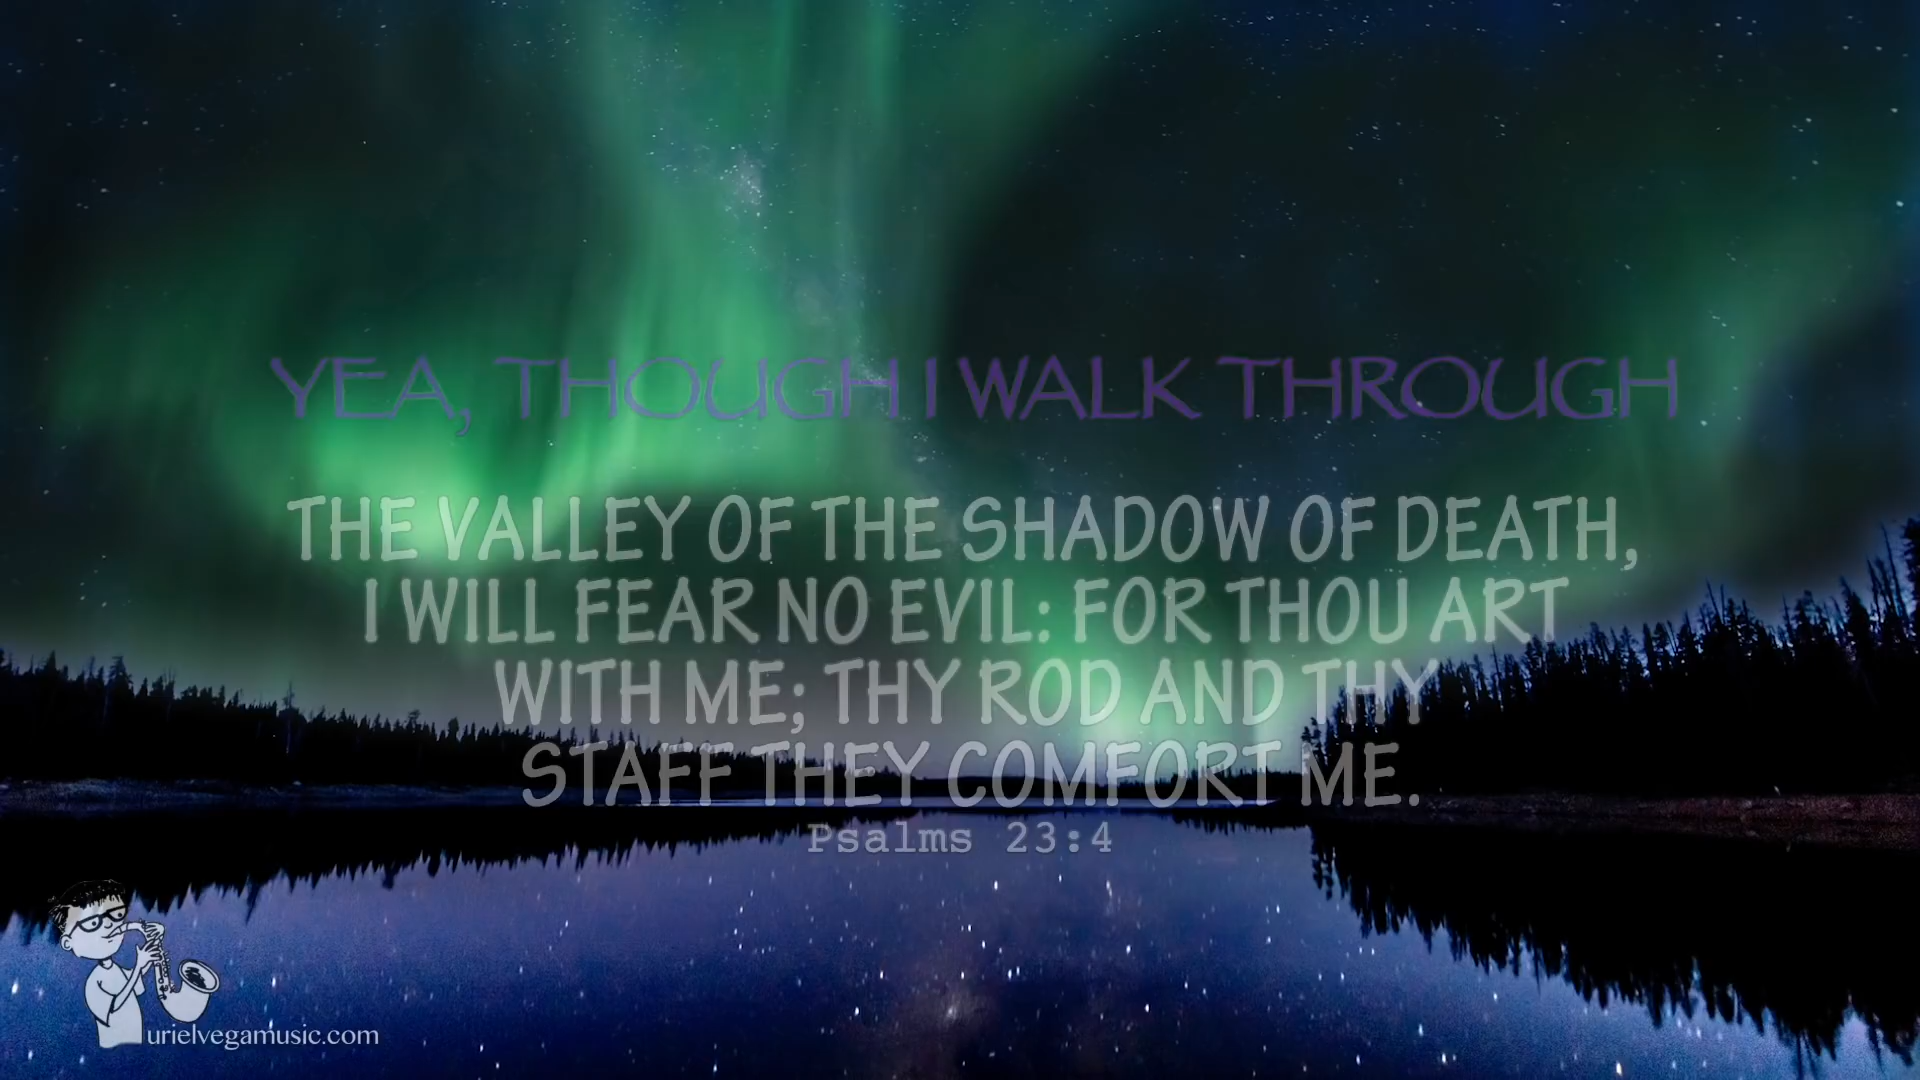 YEA, THOUGH I WALK THROUGH
THE VALLEY OF THE SHADOW OF DEATH,
I WILL FEAR NO EVIL: FOR THOU ART
WITH ME; THY ROD AND THY
STAFF THEY COMFORT ME.
Psalms 23:4
urielvegamusic.com